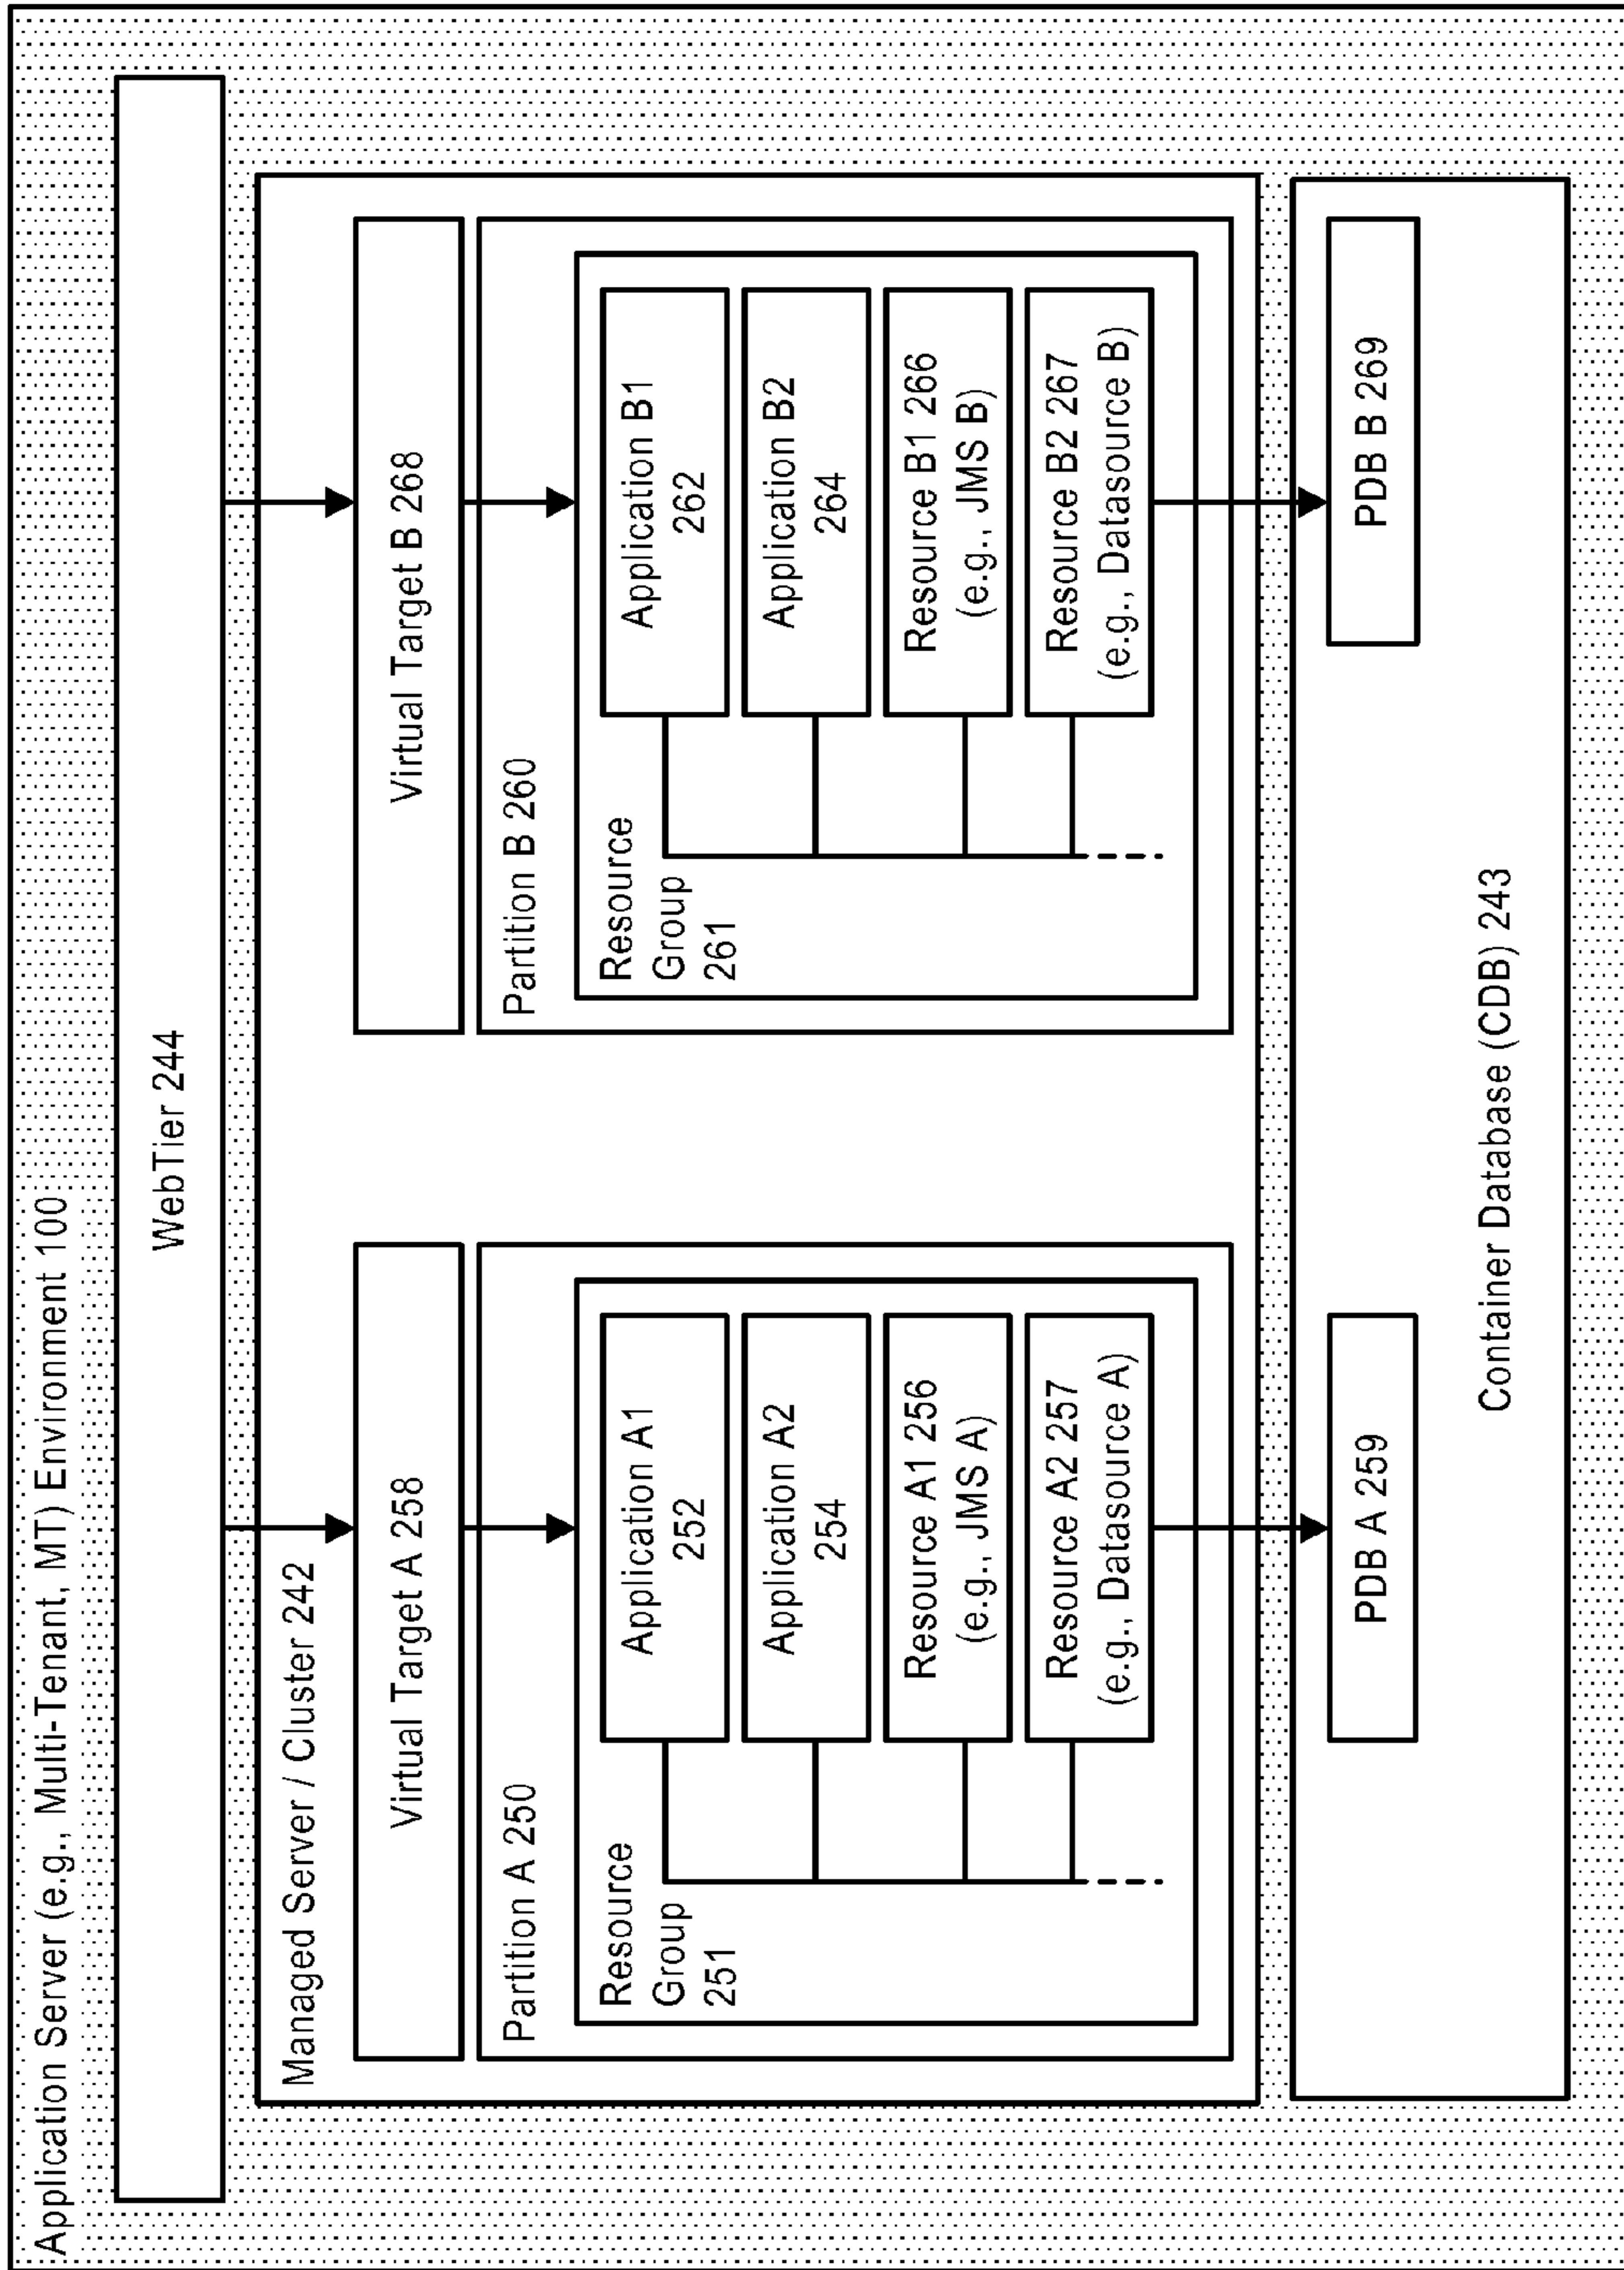 Application Server (e.g., Multi-Tenant, MT) Environment 100
WebTier 244
Managed Server / Cluster 242
Virtual Target A 258
Partition A 250
Resource
Group
251
Application A1
252
Application A2
254
Resource A1 256
(e.g., JMS A)
Resource A2 257
(e.g., Datasource A)
Virtual Target B 268
Partition B 260
Resource
Group
261
Application B1
262
Application B2
264
Resource B1 266
(e.g., JMS B)
Resource B2 267
(e.g., Datasource B)
PDB A 259
PDB B 269
Container Database (CDB) 243